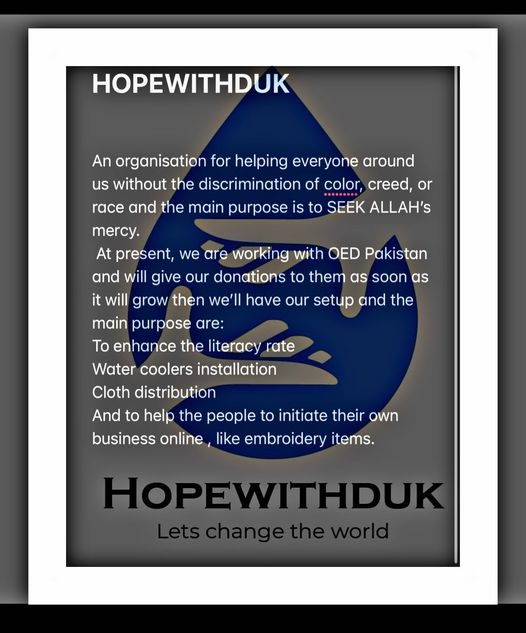 HOPEWITHDUK
An organisation for helping everyone around
us without the discrimination of color, creed, or
race and the main purpose is to SEEK ALLAH's
mercy.
At present, we are working with OED Pakistan
and will give our donations to them as soon as
it will grow then we'll have our setup and the
main purpose are:
To enhance the literacy rate
Water coolers installation
Cloth distribution
And to help the people to initiate their own
business online , like embroidery items.
HOPEWITHDUK
Lets change the world